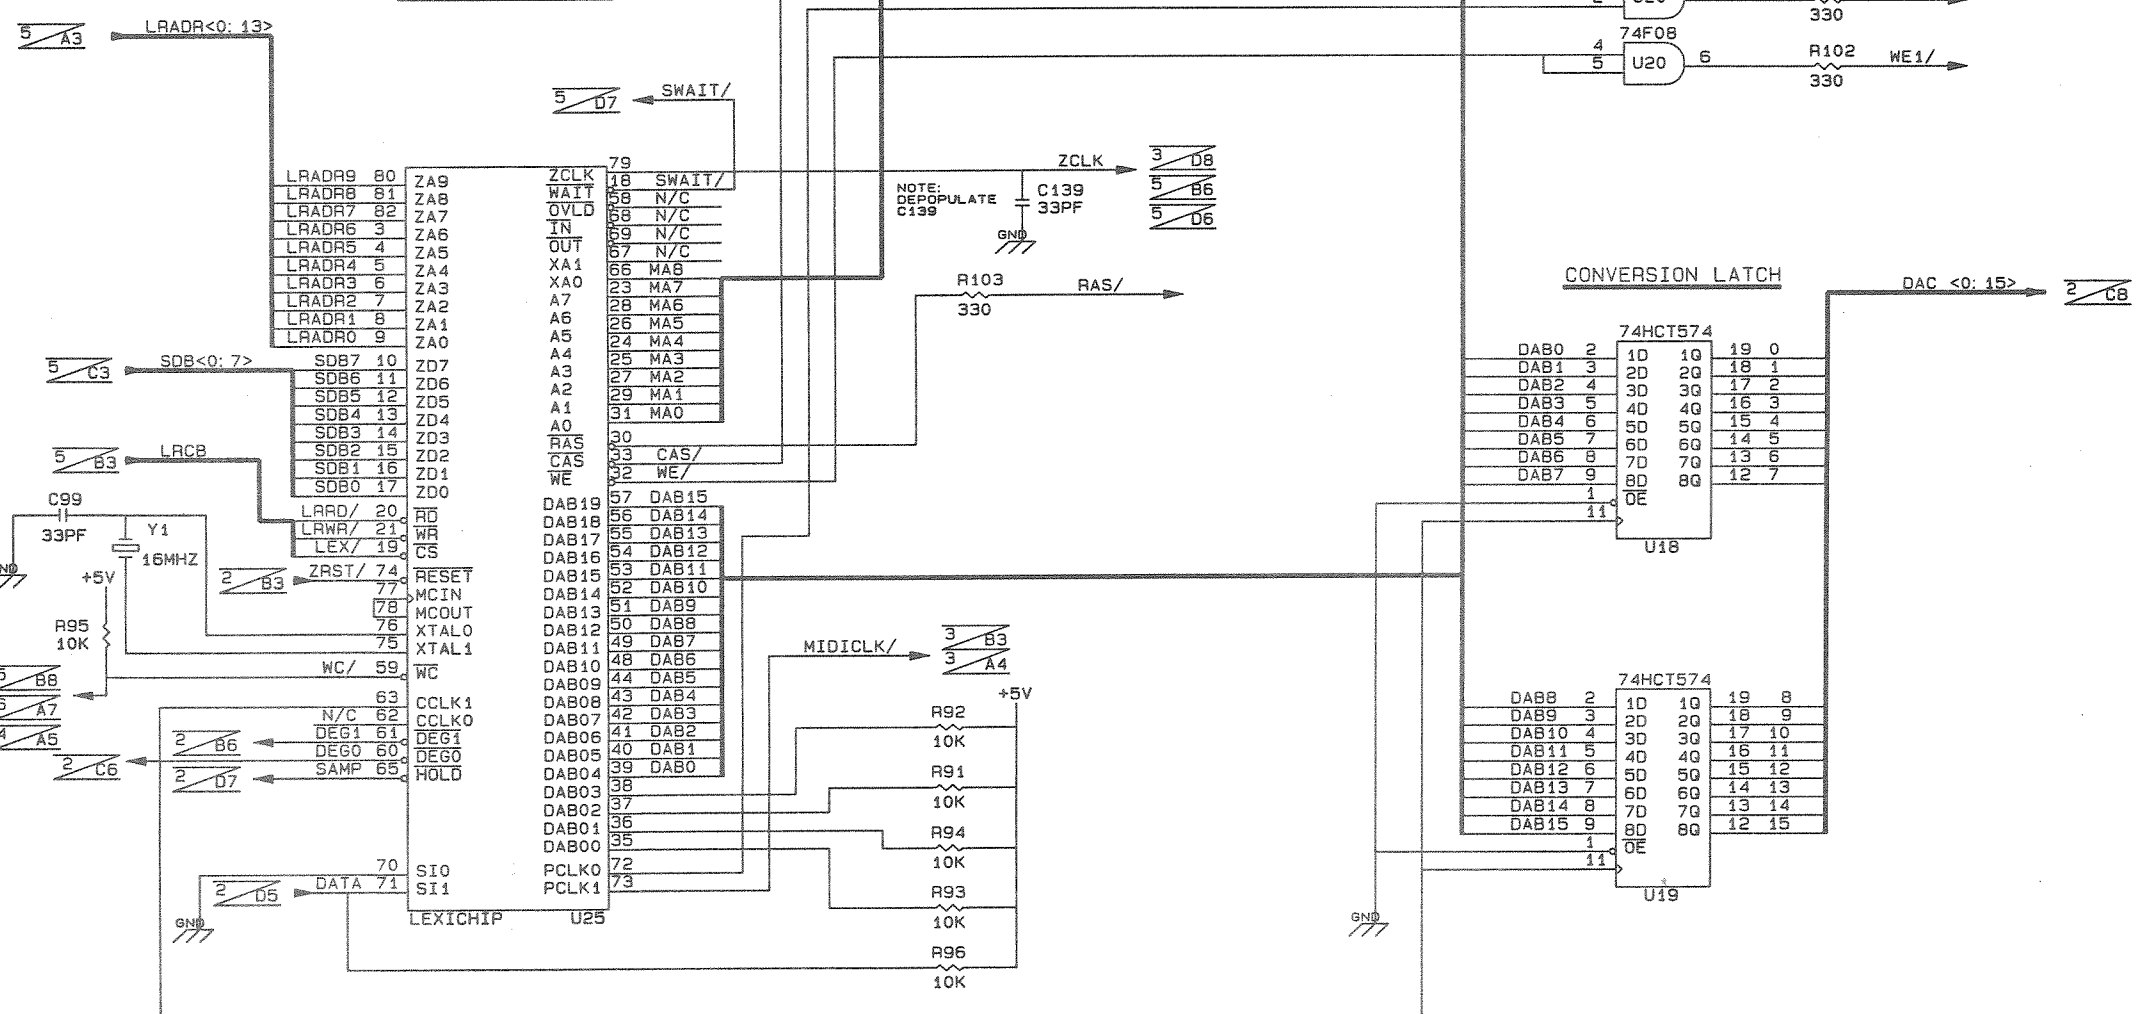 5 A3 LRADR<0: 13>
330
74F08
4
5
U20
6
R102
330
WE1/
5 D7 SWAIT/
LRADR9 80 ZA9
LRADR8 81 ZA8
LRADR7 82 ZA7
LRADR6 3 ZA6
LRADR5 4 ZA5
LRADR4 5 ZA4
LRADR3 6 ZA3
LRADR2 7 ZA2
LRADR1 8 ZA1
LRADR0 9 ZA0
5 C3 SDB<0: 7>
SDB7 10 ZD7
SDB6 11 ZD6
SDB5 12 ZD5
SDB4 13 ZD4
SDB3 14 ZD3
SDB2 15 ZD2
SDB1 16 ZD1
SDB0 17 ZD0
5 B3 LRCB
LRRD/ 20 RD
LRWR/ 21 WR
LEX/ 19 CS
C99
33PF
Y1
16MHZ
+5V
R95
10K
2 B3 ZRST/ 74 RESET
77 MCIN
78 MCOUT
76 XTAL0
75 XTAL1
WC/ 59 WC
B8
A7
A5
63 CCLK1
N/C 62 CCLK0
2 B6 DEG1 61 DEG1
2 C6 DEG0 60 DEG0
2 D7 SAMP 65 HOLD
70 SI0
2 D5 DATA 71 SI1
GND
LEXICHIP U25
ZCLK 79
WAIT 18 SWAIT/
OVLD 58 N/C
IN 68 N/C
OUT 69 N/C
XA1 67 N/C
XA0 66 MA8
A7 23 MA7
A6 28 MA6
A5 26 MA5
A4 24 MA4
A3 25 MA3
A2 27 MA2
A1 29 MA1
A0 31 MA0
RAS 30
CAS 33 CAS/
WE 32 WE/
DAB19 57 DAB15
DAB18 56 DAB14
DAB17 55 DAB13
DAB16 54 DAB12
DAB15 53 DAB11
DAB14 52 DAB10
DAB13 51 DAB9
DAB12 50 DAB8
DAB11 49 DAB7
DAB10 48 DAB6
DAB09 44 DAB5
DAB08 43 DAB4
DAB07 42 DAB3
DAB06 41 DAB2
DAB05 40 DAB1
DAB04 39 DAB0
DAB03 38
DAB02 37
DAB01 36
DAB00 35
PCLK0 72
PCLK1 73
ZCLK
3 D8
5 B6
5 D6
NOTE:
DEPOPULATE
C139
C139
33PF
GND
R103
330
RAS/
MIDICLK/
3 B3
3 A4
+5V
R92
10K
R91
10K
R94
10K
R93
10K
R96
10K
CONVERSION LATCH
DAC <0: 15>
2 C8
74HCT574
DAB0 2 1D 1Q 19 0
DAB1 3 2D 2Q 18 1
DAB2 4 3D 3Q 17 2
DAB3 5 4D 4Q 16 3
DAB4 6 5D 5Q 15 4
DAB5 7 6D 6Q 14 5
DAB6 8 7D 7Q 13 6
DAB7 9 8D 8Q 12 7
1 OE
11
U18
74HCT574
DAB8 2 1D 1Q 19 8
DAB9 3 2D 2Q 18 9
DAB10 4 3D 3Q 17 10
DAB11 5 4D 4Q 16 11
DAB12 6 5D 5Q 15 12
DAB13 7 6D 6Q 14 13
DAB14 8 7D 7Q 13 14
DAB15 9 8D 8Q 12 15
1 OE
11
U19
GND